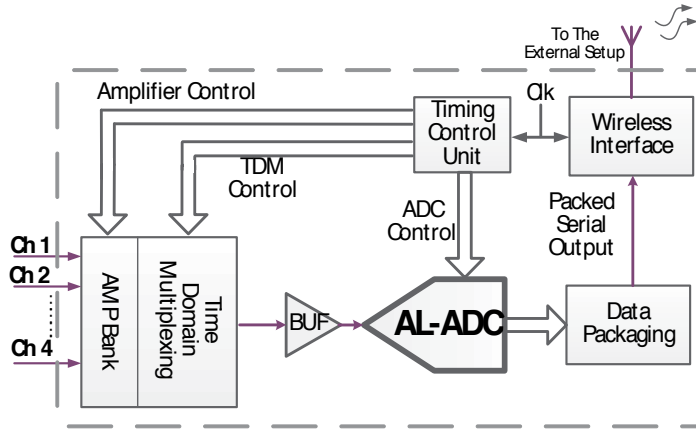 To The
External Setup
Amplifier Control
Clk
Timing
Control
Unit
Wireless
Interface
TDM
Control
ADC
Control
Packed
Serial
Output
Ch 1
Ch 2
Ch 4
AMP Bank
Time
Domain
Multiplexing
BUF
AL-ADC
Data
Packaging